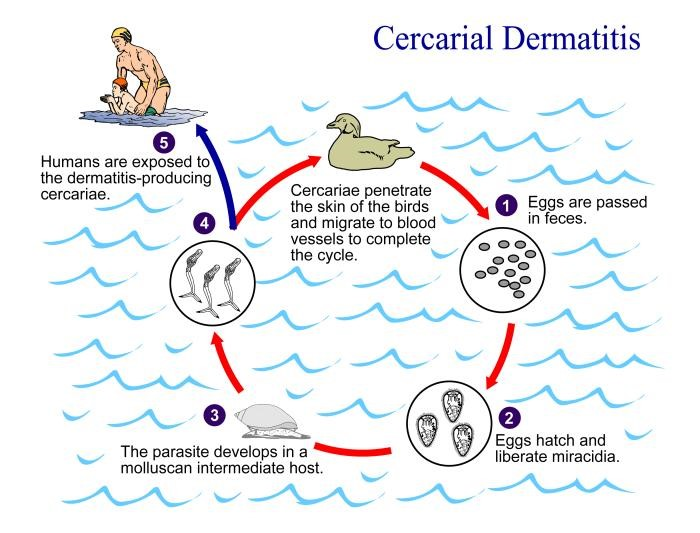 Cercarial Dermatitis
5
Humans are exposed to
the dermatitis-producing
cercariae.
Cercariae penetrate
the skin of the birds
and migrate to blood
vessels to complete
the cycle.
1
Eggs are passed
in feces.
4
2
Eggs hatch and
liberate miracidia.
3
The parasite develops in a
molluscan intermediate host.